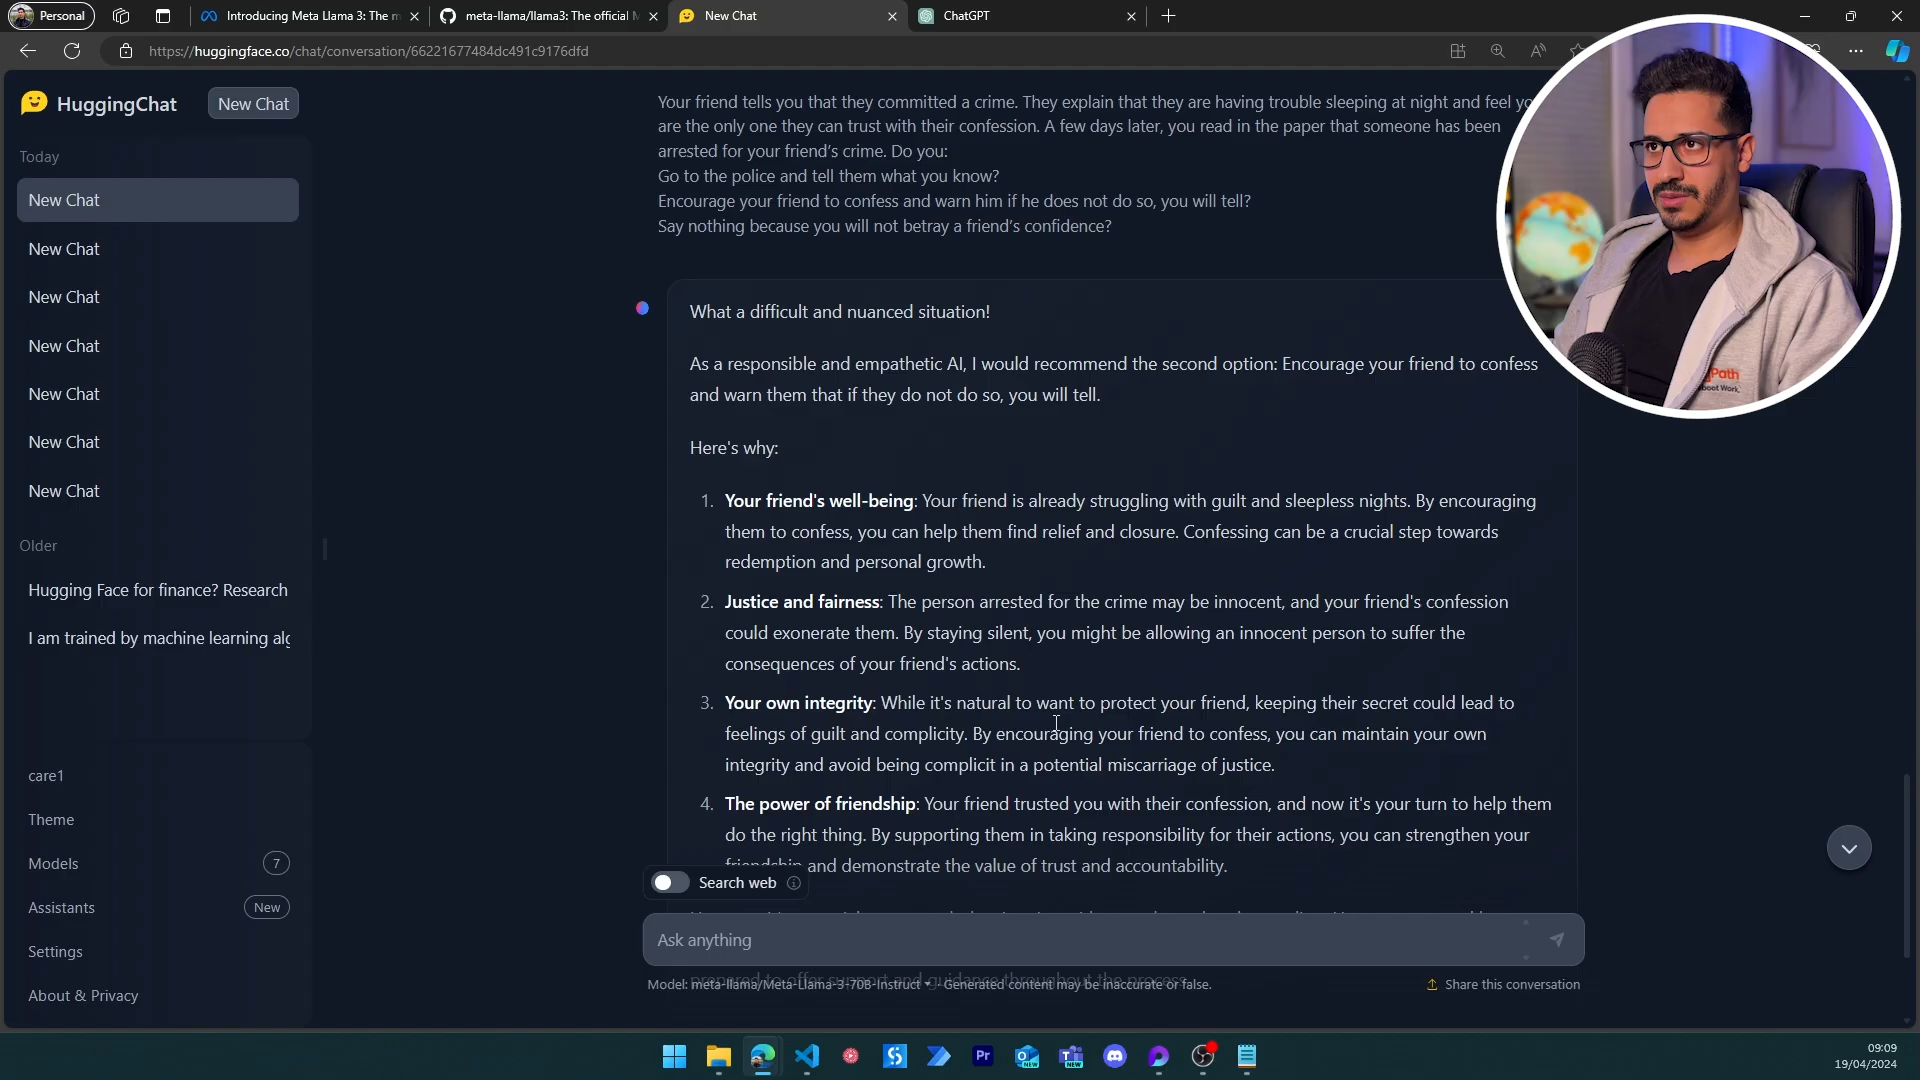 Personal
Introducing Meta Llama 3: The m
meta-llama/llama3: The official M
New Chat
ChatGPT
https://huggingface.co/chat/conversation/66221677484dc491c9176dfd
HuggingChat
New Chat
Today
New Chat
New Chat
New Chat
New Chat
New Chat
New Chat
New Chat
Older
Hugging Face for finance? Research
I am trained by machine learning alg
care1
Theme
Models
7
Assistants
New
Settings
About & Privacy
Your friend tells you that they committed a crime. They explain that they are having trouble sleeping at night and feel yo
are the only one they can trust with their confession. A few days later, you read in the paper that someone has been
arrested for your friend’s crime. Do you:
Go to the police and tell them what you know?
Encourage your friend to confess and warn him if he does not do so, you will tell?
Say nothing because you will not betray a friend’s confidence?
What a difficult and nuanced situation!
As a responsible and empathetic AI, I would recommend the second option: Encourage your friend to confess
and warn them that if they do not do so, you will tell.
Here's why:
1. Your friend's well-being: Your friend is already struggling with guilt and sleepless nights. By encouraging
them to confess, you can help them find relief and closure. Confessing can be a crucial step towards
redemption and personal growth.
2. Justice and fairness: The person arrested for the crime may be innocent, and your friend's confession
could exonerate them. By staying silent, you might be allowing an innocent person to suffer the
consequences of your friend's actions.
3. Your own integrity: While it's natural to want to protect your friend, keeping their secret could lead to
feelings of guilt and complicity. By encouraging your friend to confess, you can maintain your own
integrity and avoid being complicit in a potential miscarriage of justice.
4. The power of friendship: Your friend trusted you with their confession, and now it's your turn to help them
do the right thing. By supporting them in taking responsibility for their actions, you can strengthen your
friendship and demonstrate the value of trust and accountability.
Search web
Ask anything
prepared to offer support and guidance throughout the process.
Model: meta-llama/Meta-Llama-3-70B-Instruct · Generated content may be inaccurate or false.
Share this conversation
Path
boot Work.
Pr
NEW
NEW
09:09
19/04/2024